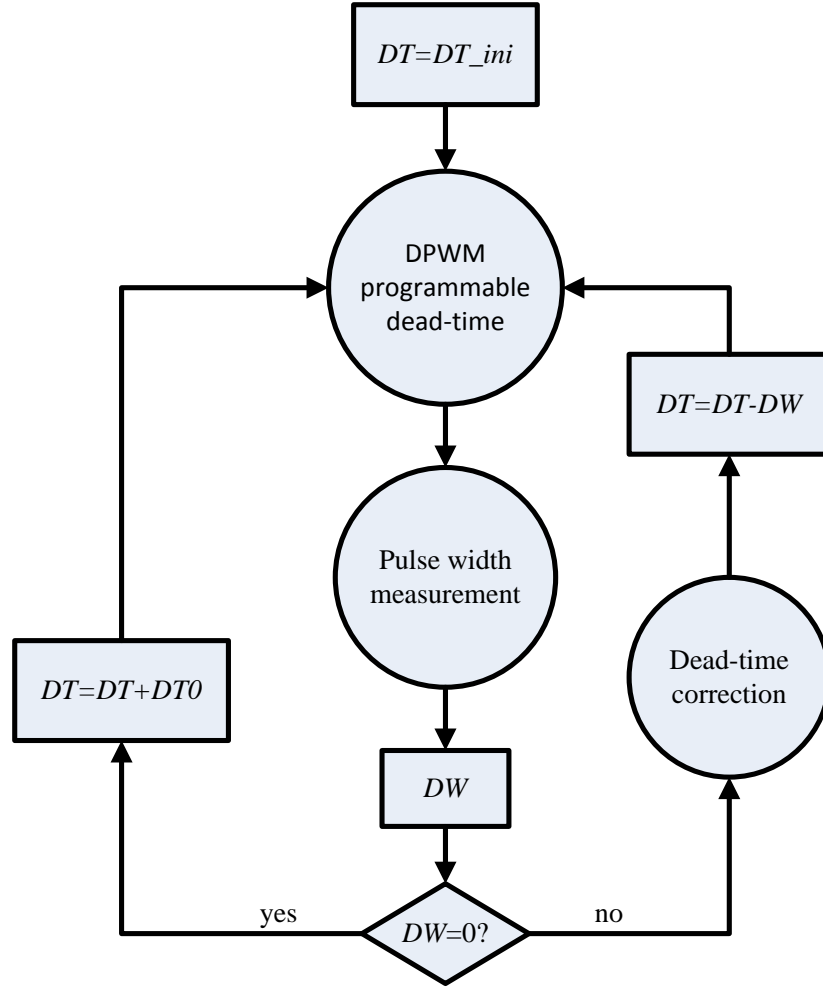 DT=DT_ini
DPWM
programmable
dead-time
DT=DT-DW
Pulse width
measurement
Dead-time
correction
DT=DT+DT0
DW
yes
DW=0?
no